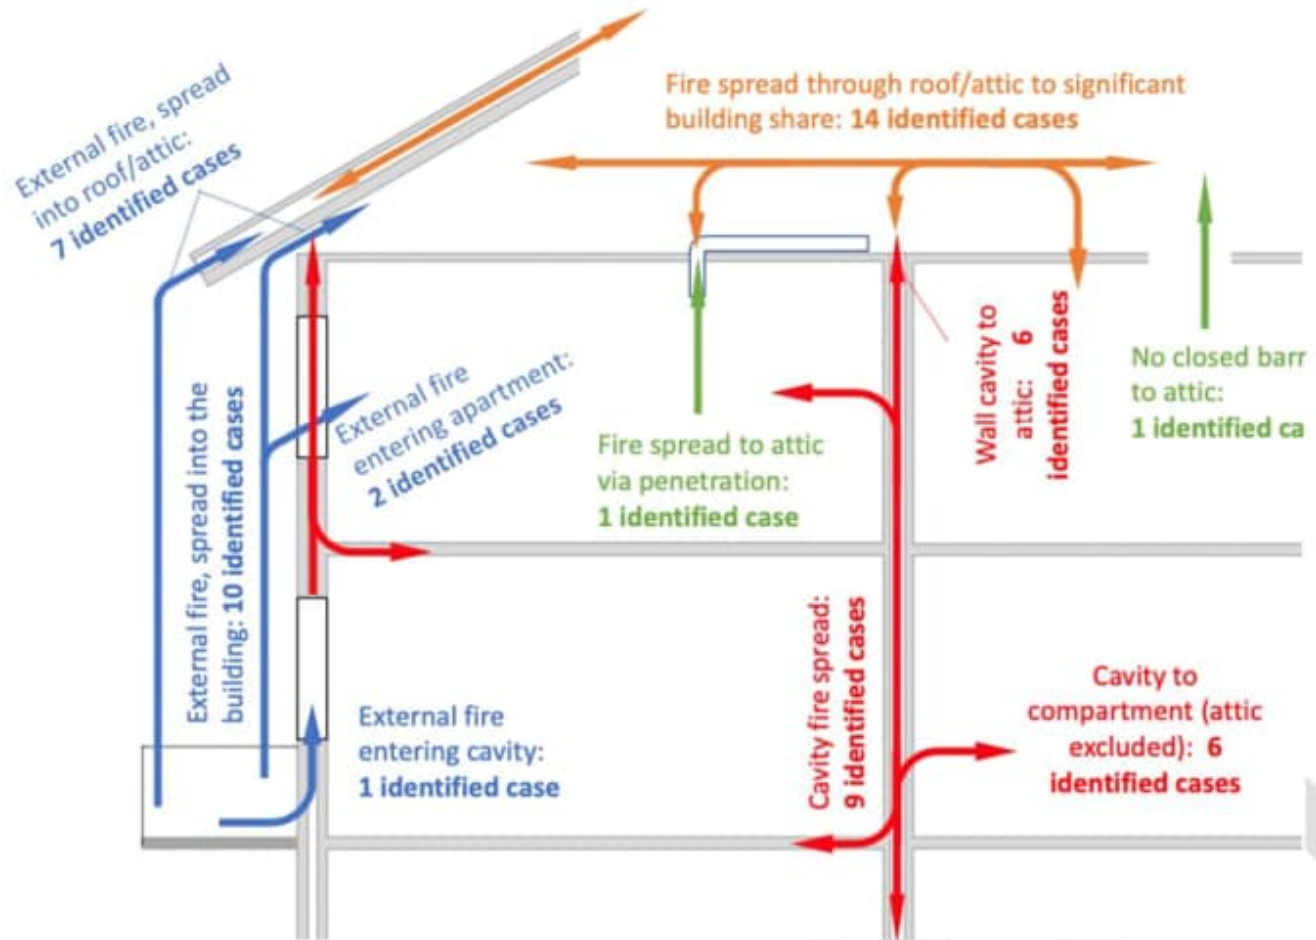 External fire, spread
into roof/attic:
7 identified cases
Fire spread through roof/attic to significant
building share: 14 identified cases
External fire, spread into the
building: 10 identified cases
External fire
entering apartment:
2 identified cases
Fire spread to attic
via penetration:
1 identified case
Wall cavity to
attic: 6
identified cases
No closed barr
to attic:
1 identified ca
External fire
entering cavity:
1 identified case
Cavity fire spread:
9 identified cases
Cavity to
compartment (attic
excluded): 6
identified cases